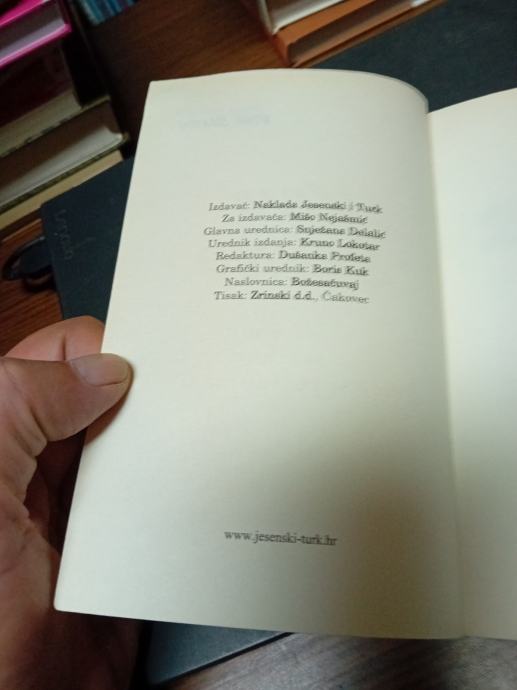 Izdavač: Naklada Jesenski i Turk
Za izdavača: Mišo Nejašmić
Glavna urednica: Snježana Delalić
Urednik izdanja: Kruno Lokotar
Redaktura: Dušanka Profeta
Grafički urednik: Boris Kuk
Naslovnica: Božesačuvaj
Tisak: Zrinski d.d., Čakovec
www.jesenski-turk.hr